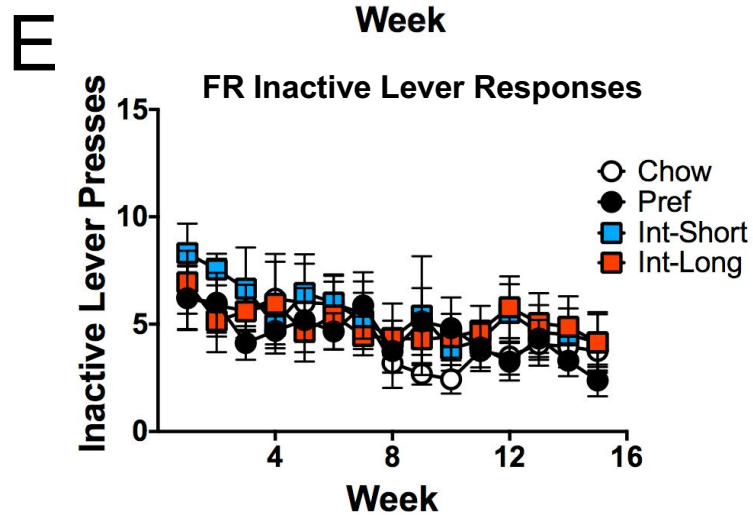 Week
E
FR Inactive Lever Responses
Inactive Lever Presses
15
10
5
0
4
8
12
16
Week
Chow
Pref
Int-Short
Int-Long